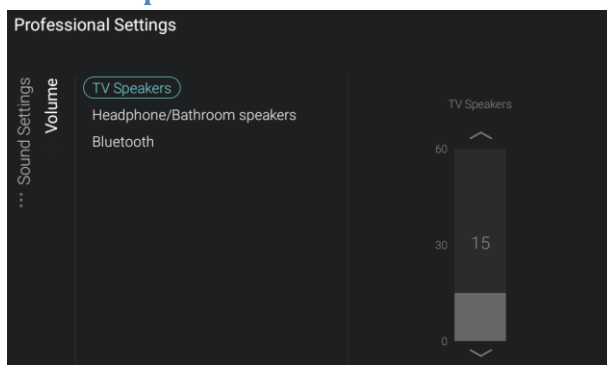 Professional Settings
... Sound Settings
Volume
TV Speakers
Headphone/Bathroom speakers
Bluetooth
TV Speakers
60
30
15
0